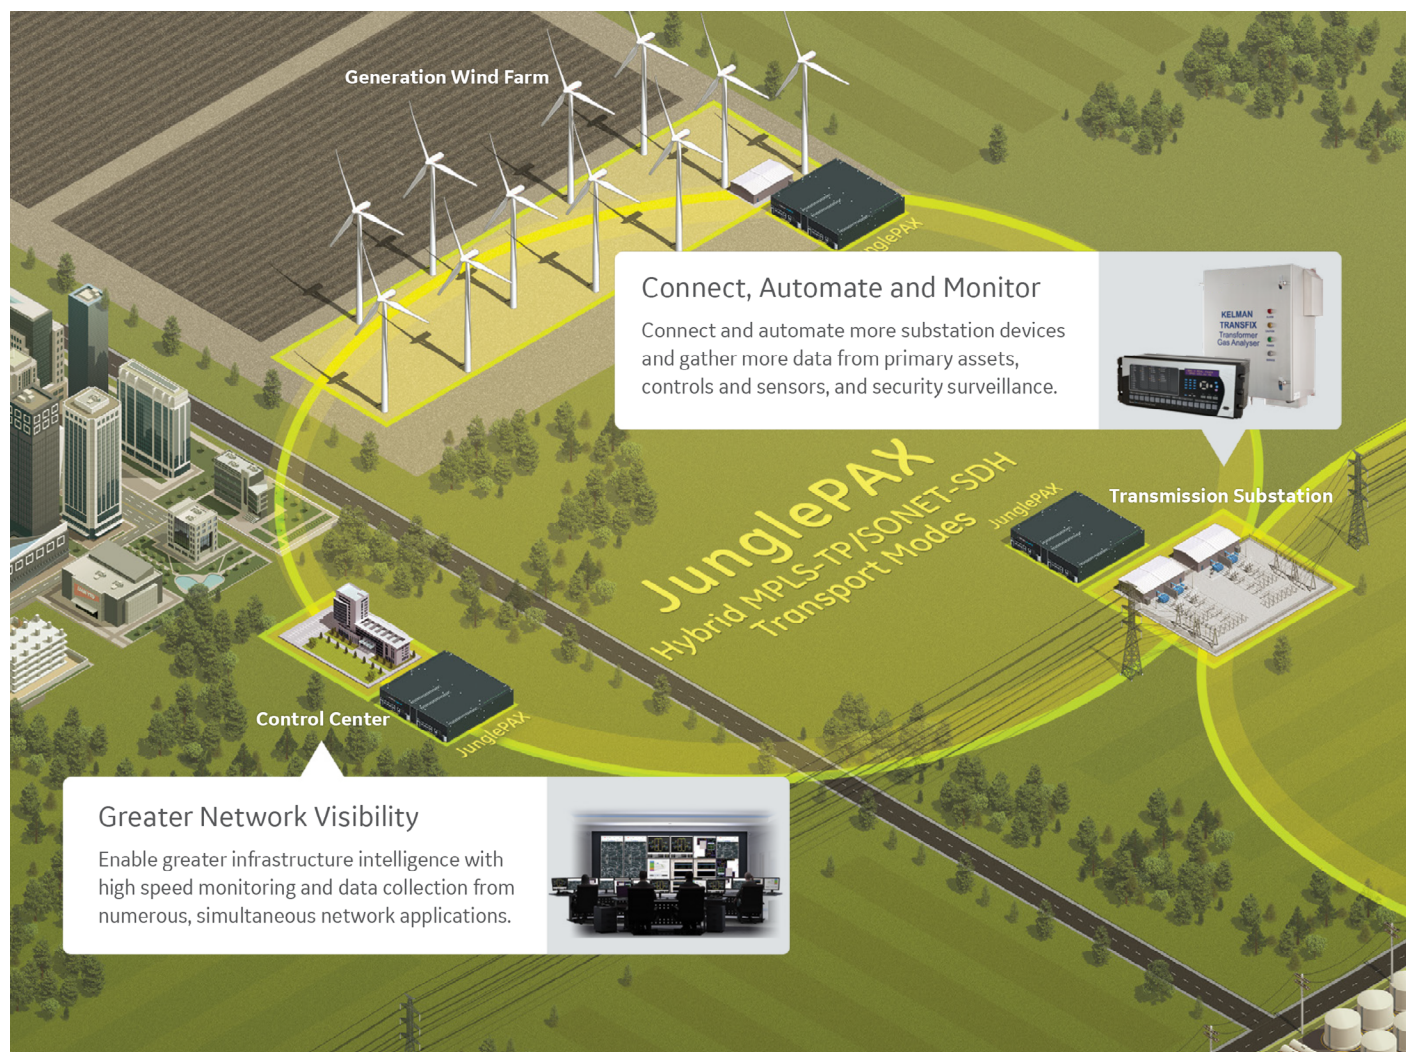 Generation Wind Farm
JunglePAX
Connect, Automate and Monitor
Connect and automate more substation devices
and gather more data from primary assets,
controls and sensors, and security surveillance.
KELMAN
TRANSFIX
Transformer
Gas Analyser
JunglePAX
Hybrid MPLS-TP/SONET-SDH
Transport Modes
JunglePAX
Transmission Substation
Control Center
JunglePAX
Greater Network Visibility
Enable greater infrastructure intelligence with
high speed monitoring and data collection from
numerous, simultaneous network applications.